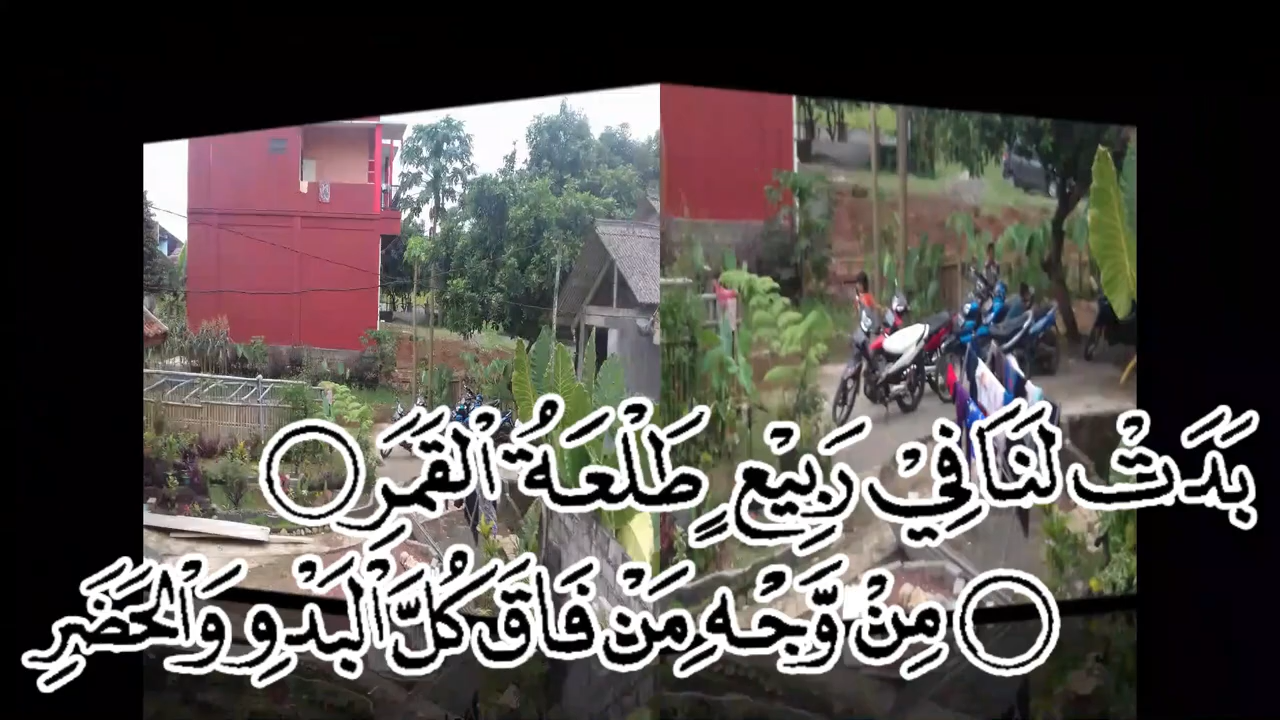 بَدَتْ لَنَا فِيْ رَبِيْعٍ طَلْعَةُ الْقَمَرِ ○
○ مِنْ وَّجْهِ مَنْ فَاقَ كُلَّ الْبَدْوِ وَالْحَضَرِ